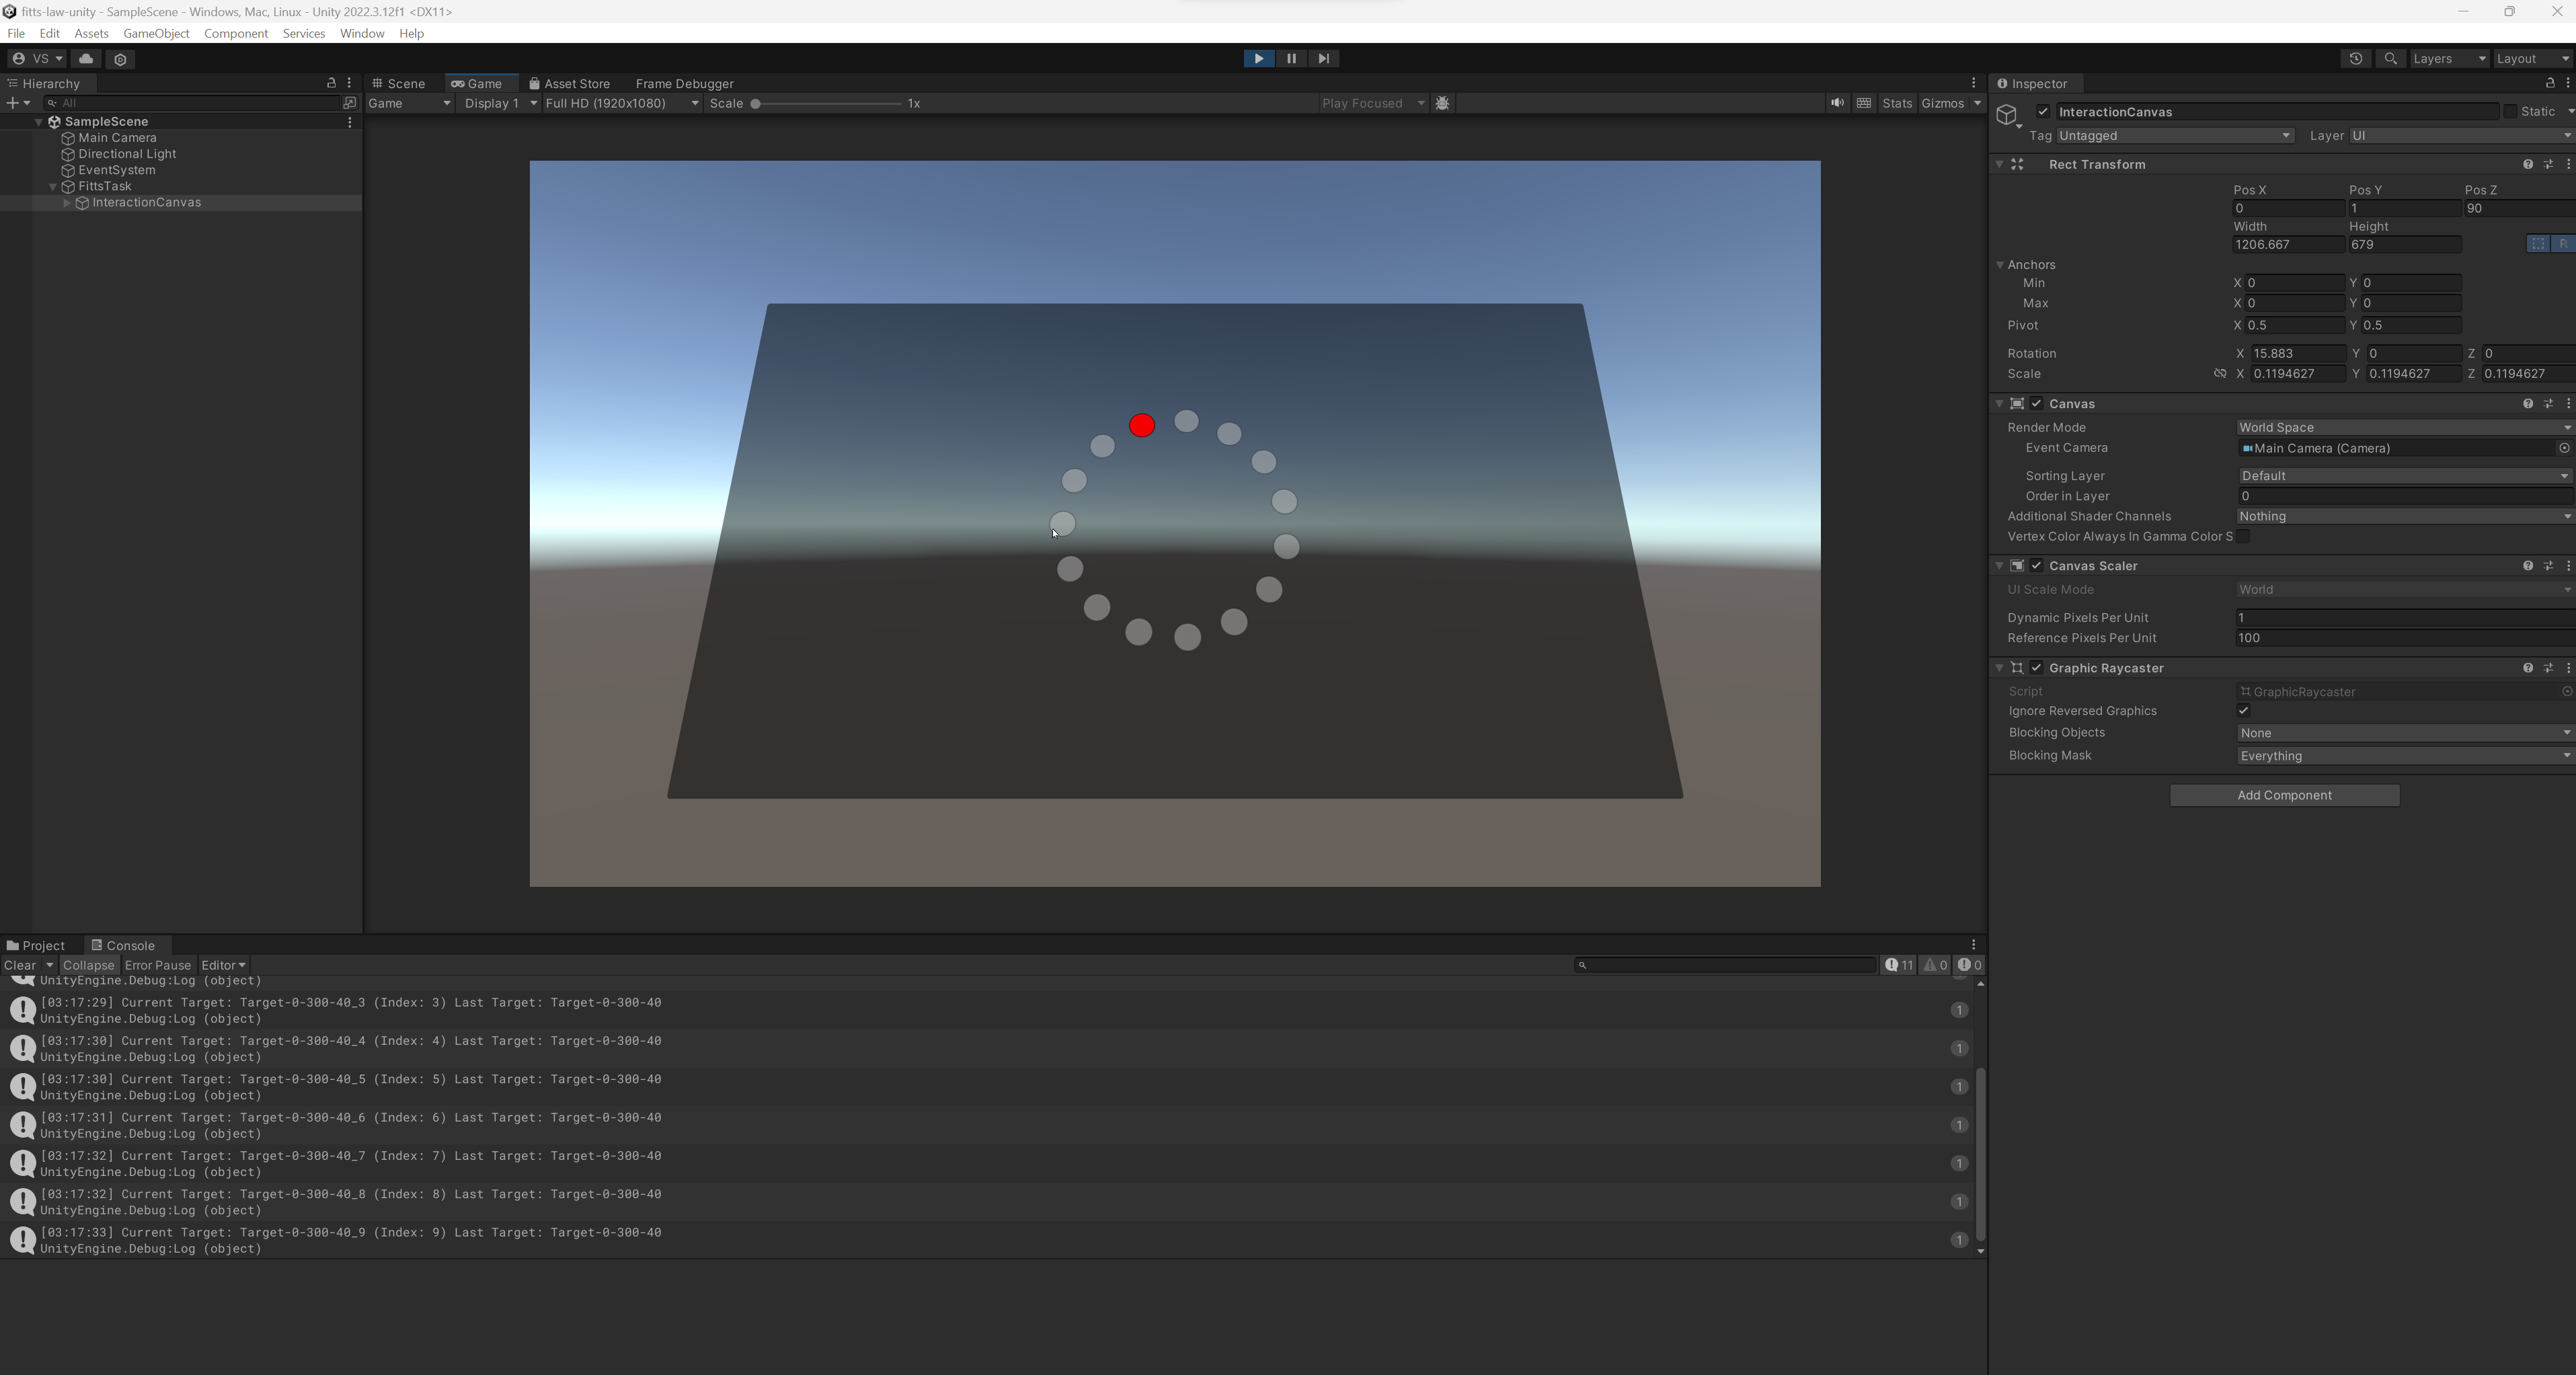 fitts-law-unity - SampleScene - Windows, Mac, Linux - Unity 2022.3.12f1 <DX11>
File Edit Assets GameObject Component Services Window Help
VS Layers Layout
Hierarchy
All
SampleScene
Main Camera
Directional Light
EventSystem
FittsTask
InteractionCanvas
Scene Game Asset Store Frame Debugger
Game Display 1 Full HD (1920x1080) Scale 1x Play Focused Stats Gizmos
Inspector
InteractionCanvas Static
Tag Untagged Layer UI
Rect Transform
Pos X Pos Y Pos Z
0 1 90
Width Height
1206.667 679 R
Anchors
Min X 0 Y 0
Max X 0 Y 0
Pivot X 0.5 Y 0.5
Rotation X 15.883 Y 0 Z 0
Scale X 0.1194627 Y 0.1194627 Z 0.1194627
Canvas
Render Mode World Space
Event Camera Main Camera (Camera)
Sorting Layer Default
Order in Layer 0
Additional Shader Channels Nothing
Vertex Color Always In Gamma Color S
Canvas Scaler
UI Scale Mode World
Dynamic Pixels Per Unit 1
Reference Pixels Per Unit 100
Graphic Raycaster
Script GraphicRaycaster
Ignore Reversed Graphics
Blocking Objects None
Blocking Mask Everything
Add Component
Project Console
Clear Collapse Error Pause Editor 11 0 0
UnityEngine.Debug:Log (object)
[03:17:29] Current Target: Target-0-300-40_3 (Index: 3) Last Target: Target-0-300-40
UnityEngine.Debug:Log (object)
1
[03:17:30] Current Target: Target-0-300-40_4 (Index: 4) Last Target: Target-0-300-40
UnityEngine.Debug:Log (object)
1
[03:17:30] Current Target: Target-0-300-40_5 (Index: 5) Last Target: Target-0-300-40
UnityEngine.Debug:Log (object)
1
[03:17:31] Current Target: Target-0-300-40_6 (Index: 6) Last Target: Target-0-300-40
UnityEngine.Debug:Log (object)
1
[03:17:32] Current Target: Target-0-300-40_7 (Index: 7) Last Target: Target-0-300-40
UnityEngine.Debug:Log (object)
1
[03:17:32] Current Target: Target-0-300-40_8 (Index: 8) Last Target: Target-0-300-40
UnityEngine.Debug:Log (object)
1
[03:17:33] Current Target: Target-0-300-40_9 (Index: 9) Last Target: Target-0-300-40
UnityEngine.Debug:Log (object)
1